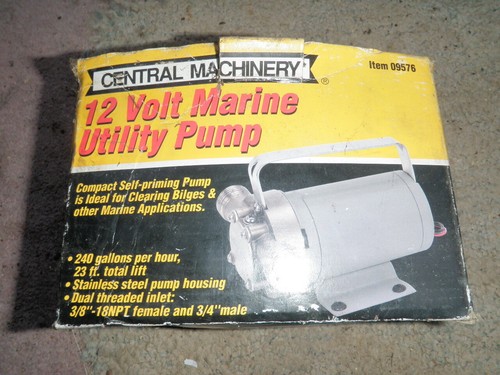 CENTRAL MACHINERY®
Item 09576
12 Volt Marine
Utility Pump
Compact Self-priming Pump
is Ideal for Clearing Bilges &
other Marine Applications.
• 240 gallons per hour,
23 ft. total lift
• Stainless steel pump housing
• Dual threaded inlet:
3/8"-18NPT female and 3/4" male